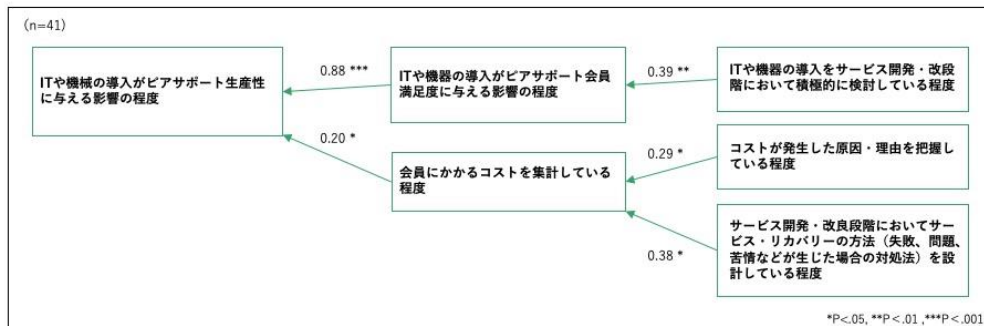 (n=41)
ITや機械の導入がピアサポート生産性
に与える影響の程度
0.88 ***
ITや機器の導入がピアサポート会員
満足度に与える影響の程度
0.39 **
ITや機器の導入をサービス開発・改段
階において積極的に検討している程度
0.20 *
会員にかかるコストを集計している
程度
0.29 *
コストが発生した原因・理由を把握し
ている程度
0.38 *
サービス開発・改良段階においてサー
ビス・リカバリーの方法（失敗、問題、
苦情などが生じた場合の対処法）を設
計している程度
*P<.05, **P<.01 ,***P<.001